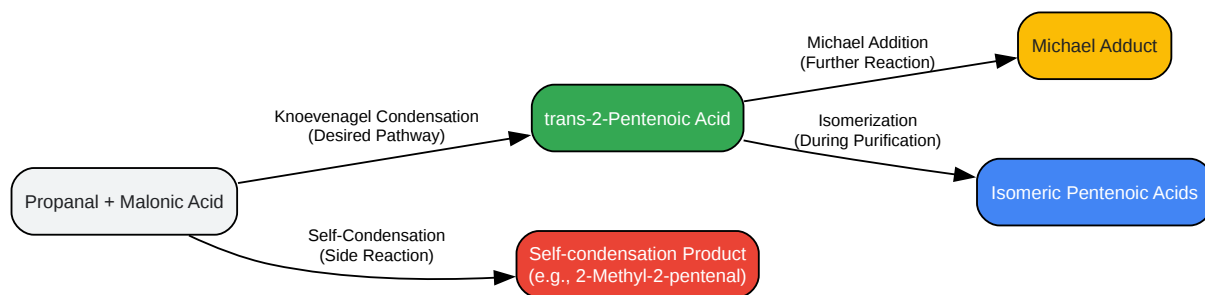 Michael Addition
(Further Reaction)
Michael Adduct
Knoevenagel Condensation
(Desired Pathway)
trans-2-Pentenoic Acid
Isomerization
(During Purification)
Propanal + Malonic Acid
Isomeric Pentenoic Acids
Self-Condensation
(Side Reaction)
Self-condensation Product
(e.g., 2-Methyl-2-pentenal)